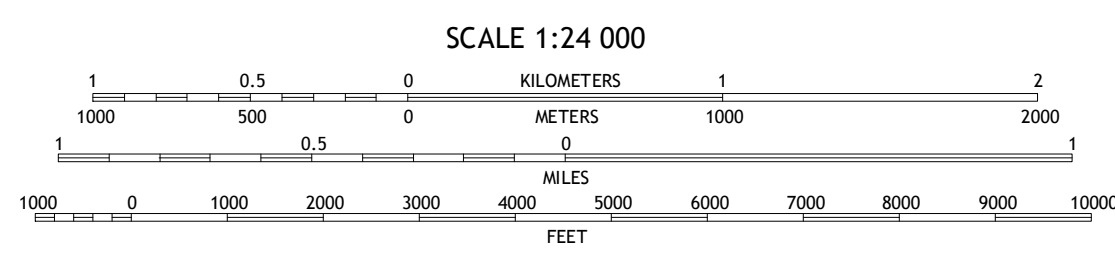 SCALE 1:24 000
1 0.5 0 KILOMETERS 1 2
1000 500 0 METERS 1000 2000
1 0.5 0 1
MILES
1000 0 1000 2000 3000 4000 5000 6000 7000 8000 9000 10000
FEET